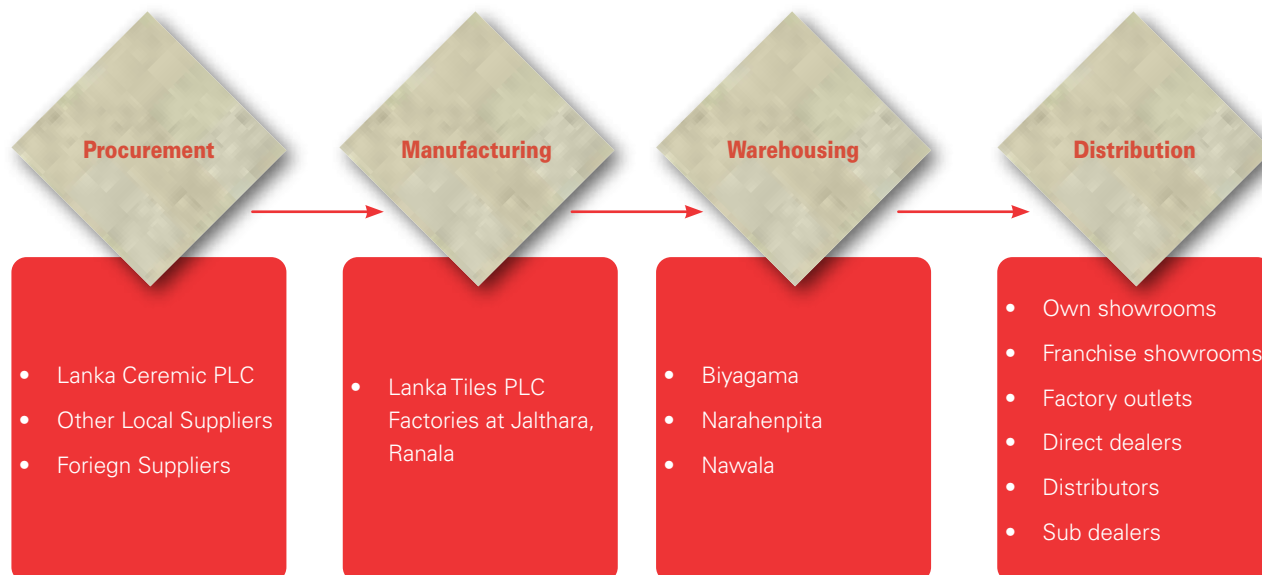 Procurement
Manufacturing
Warehousing
Distribution
• Lanka Ceremic PLC
• Other Local Suppliers
• Foriegn Suppliers
• Lanka Tiles PLC
Factories at Jalthara,
Ranala
• Biyagama
• Narahenpita
• Nawala
• Own showrooms
• Franchise showrooms
• Factory outlets
• Direct dealers
• Distributors
• Sub dealers